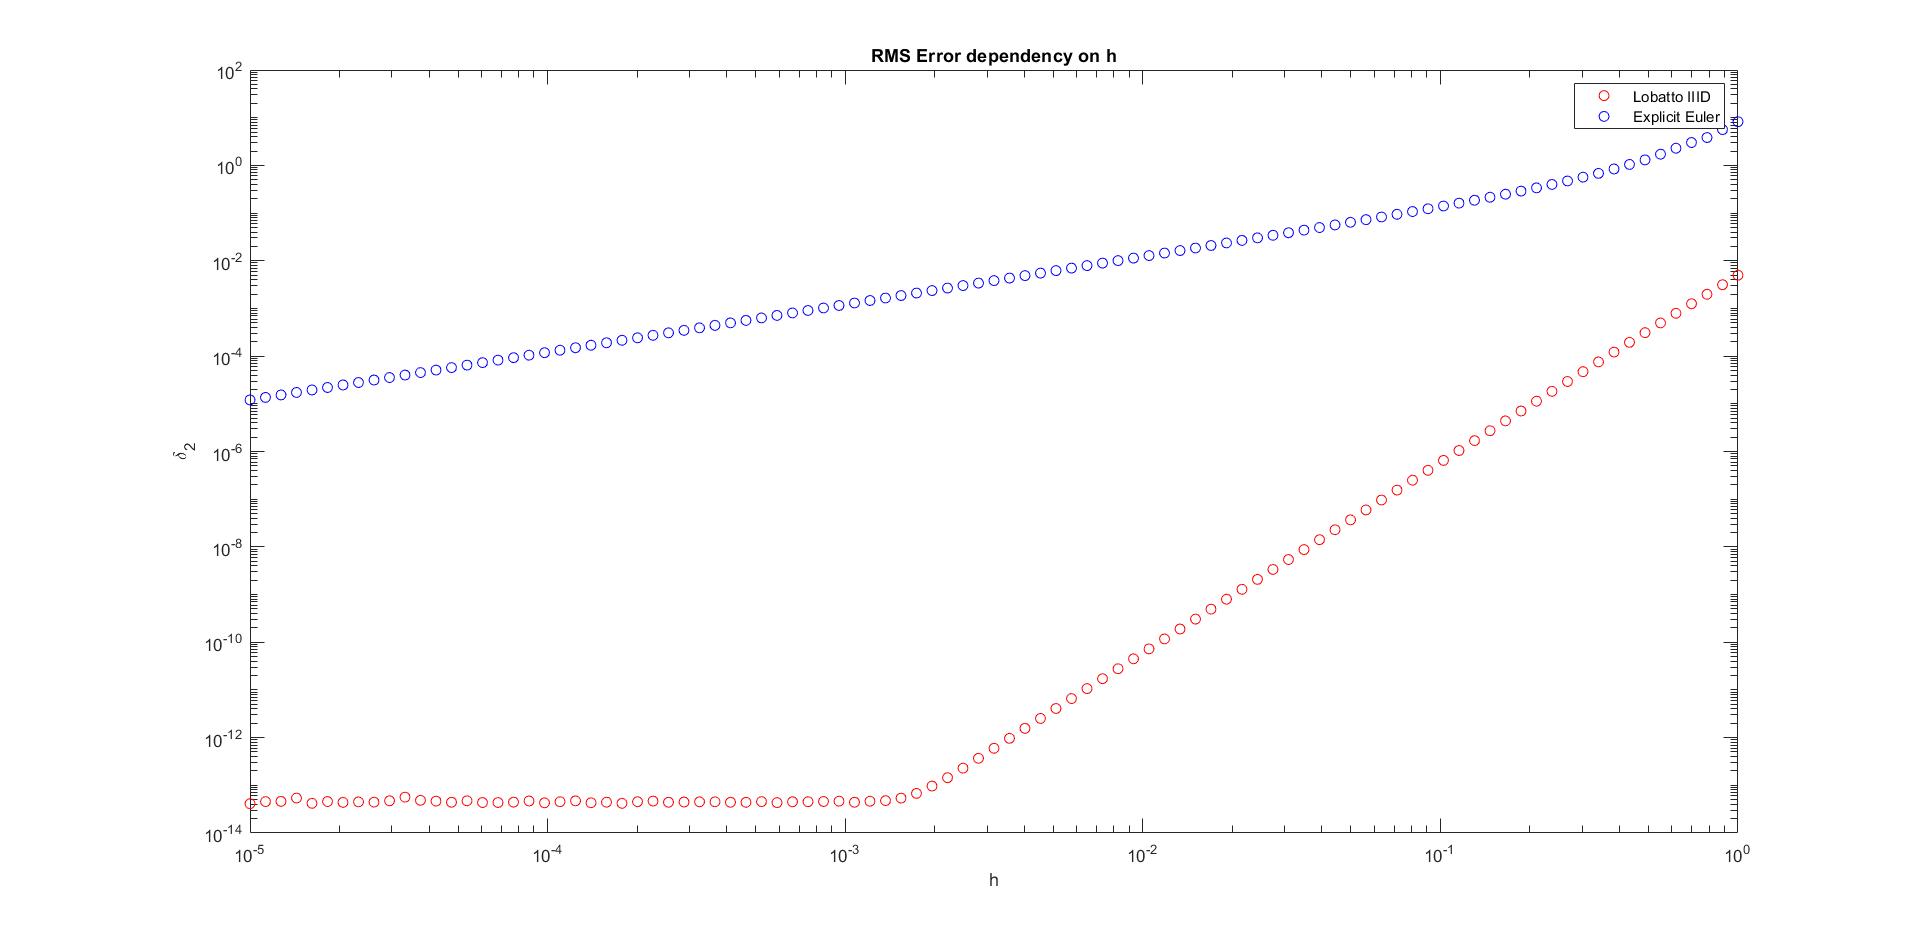 RMS Error dependency on h
10^2
10^0
10^-2
10^-4
10^-6
10^-8
10^-10
10^-12
10^-14
δ_2
Lobatto IIID
Explicit Euler
10^-5 10^-4 10^-3 10^-2 10^-1 10^0
h